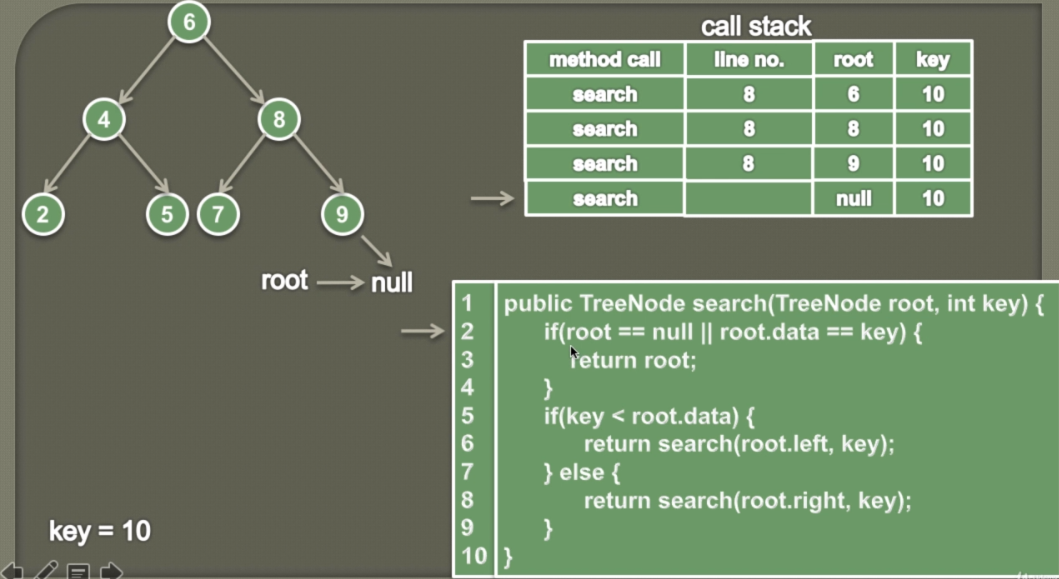 6
call stack
method call line no. root key
search 8 6 10
4 8
search 8 8 10
search 8 9 10
search null 10
2 5 7 9
root null
1 public TreeNode search(TreeNode root, int key) {
2 if(root == null || root.data == key) {
3 return root;
4 }
5 if(key < root.data) {
6 return search(root.left, key);
7 } else {
8 return search(root.right, key);
9 }
10 }
key = 10